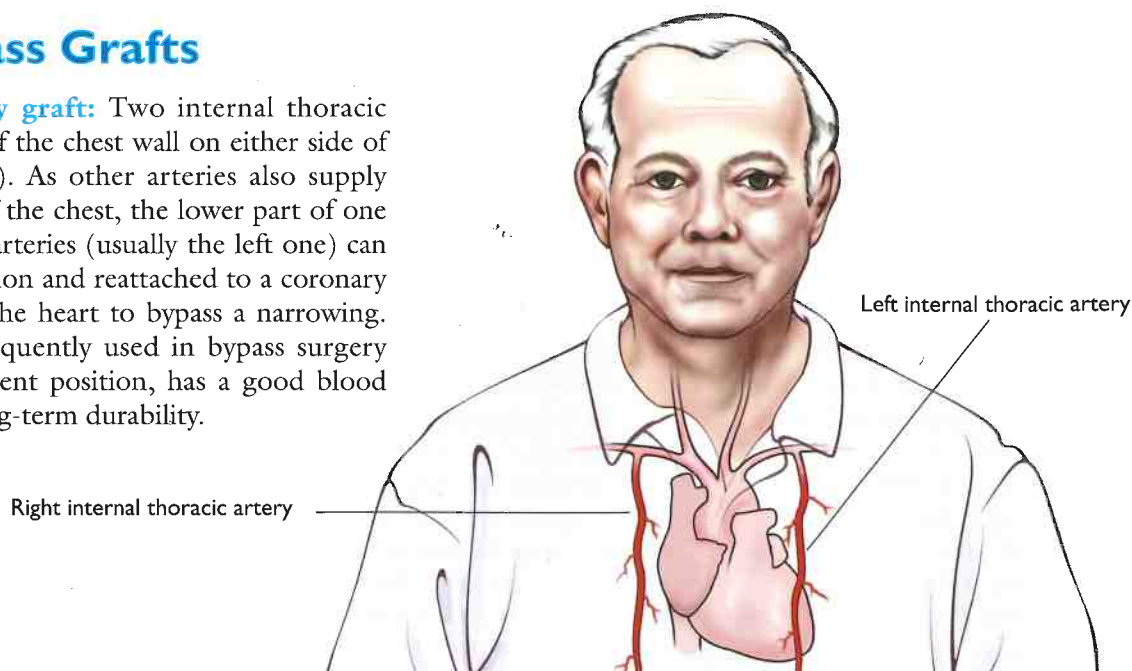 ass Grafts
y graft: Two internal thoracic
f the chest wall on either side of
). As other arteries also supply
f the chest, the lower part of one
arteries (usually the left one) can
ion and reattached to a coronary
he heart to bypass a narrowing.
quently used in bypass surgery
ent position, has a good blood
g-term durability.
Left internal thoracic artery
Right internal thoracic artery